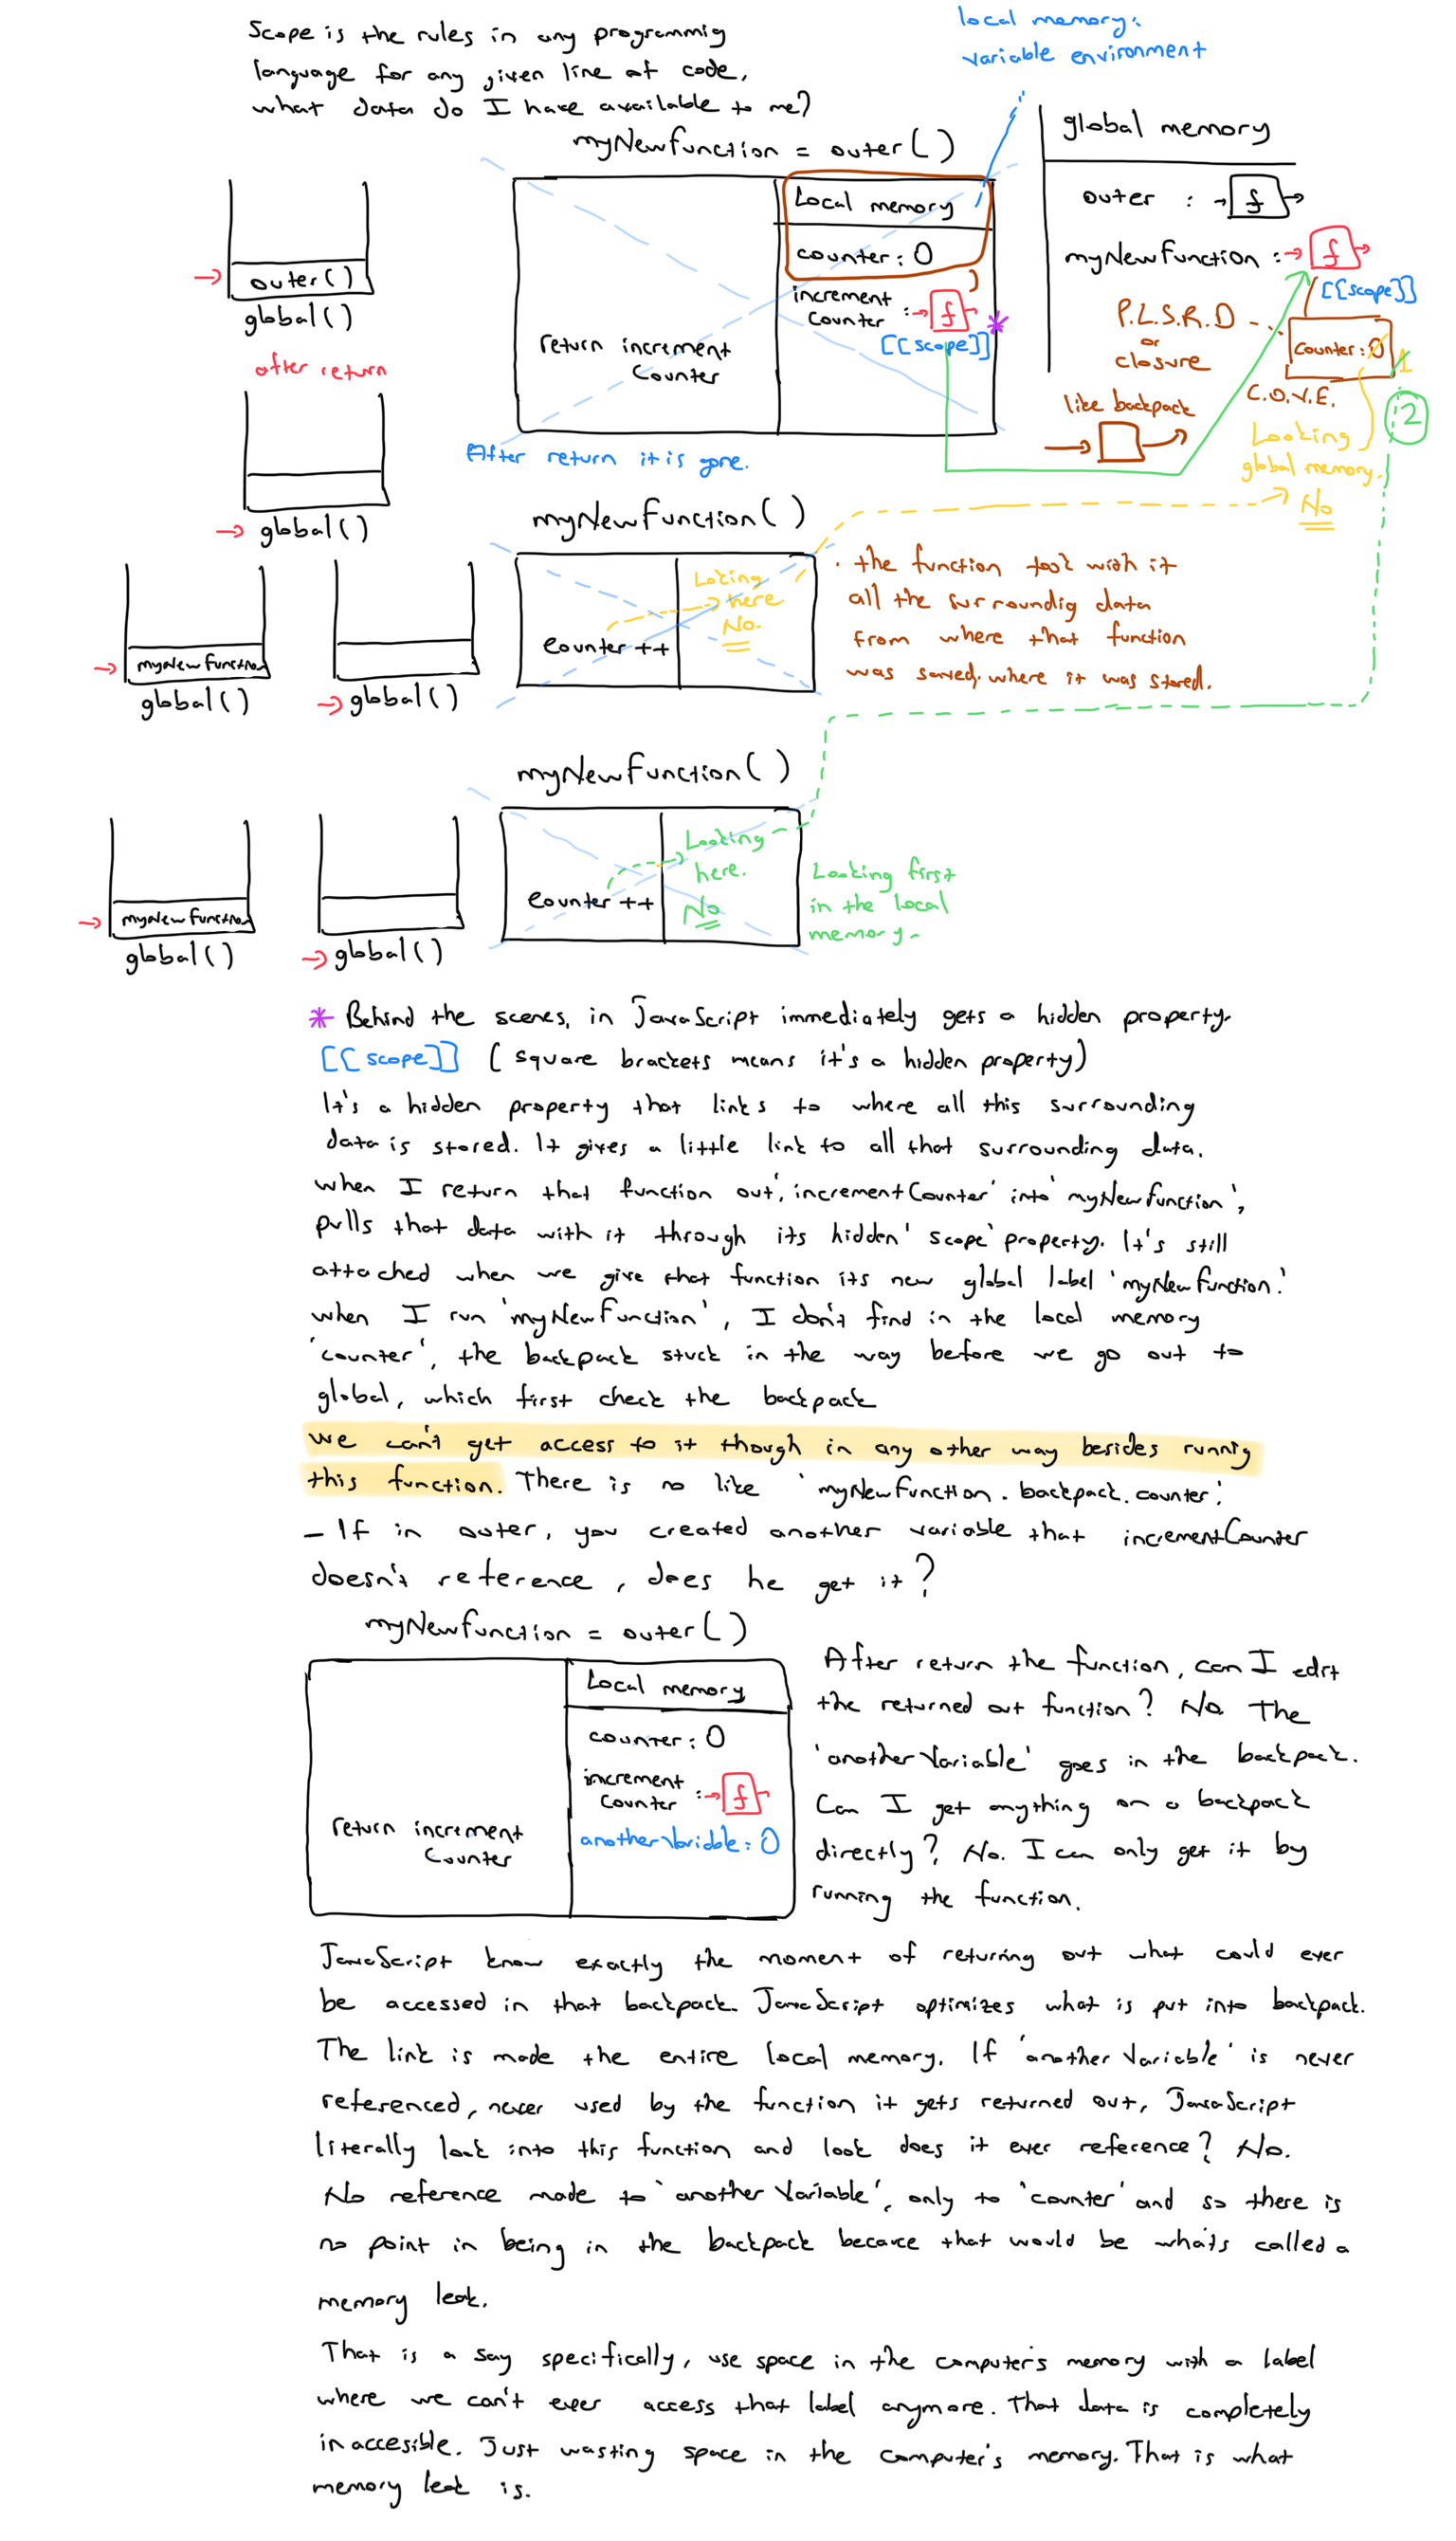 Scope is the rules in any programmig
language for any given line of code,
what data do I have available to me?
local memory:
variable environment
myNewfunction = outer()
Local memory
counter: 0
increment
Counter : f
[[scope]]
return increment
Counter
After return it is gone.
outer()
global()
after return
global()
global memory
outer : f
myNewfunction : f
[[scope]]
P.L.S.R.D
or
closure
Counter: 0 1
C.O.V.E.
2
like backpack
Looking
global memory.
No
myNewfunction()
Loking
here
No.
counter ++
myNewfunction
global()
global()
. the function took with it
all the surroundig data
from where that function
was saved, where it was stored.
myNewfunction()
Looking
here.
No
counter ++
Looking first
in the local
memory.
myNewfunction
global()
global()
* Behind the scenes, in JavaScript immediately gets a hidden property.
[[scope]] (square brackets means it's a hidden property)
It's a hidden property that links to where all this surrounding
data is stored. It gives a little link to all that surrounding data.
when I return that function out, 'incrementCounter' into 'myNewfunction',
pulls that data with it through its hidden 'scope' property. It's still
attached when we give that function its new global label 'myNewfunction.'
when I run 'myNewfunction', I don't find in the local memory
'counter', the backpack stuck in the way before we go out to
global, which first check the backpack
we can't get access to it though in any other way besides runnig
this function. There is no like 'myNewfunction.backpack.counter.'
- If in outer, you created another variable that incrementCounter
doesn't reference, does he get it?
myNewfunction = outer()
Local memory
counter: 0
increment
Counter : f
anotherVariable: 0
return increment
Counter
After return the function, can I edit
the returned out function? No. The
'anotherVariable' goes in the backpack.
Can I get anything on a backpack
directly? No. I can only get it by
running the function.
JavaScript know exactly the moment of returning out what could ever
be accessed in that backpack. JavaScript optimizes what is put into backpack.
The link is made the entire local memory. If 'anotherVariable' is never
referenced, never used by the function it gets returned out, JavaScript
literally look into this function and look does it ever reference? No.
No reference made to 'anotherVariable', only to 'counter' and so there is
no point in being in the backpack becauce that would be what's called a
memory leak.
That is a say specifically, use space in the computer's memory with a label
where we can't ever access that label anymore. That data is completely
inaccesible. Just wasting space in the computer's memory. That is what
memory leak is.